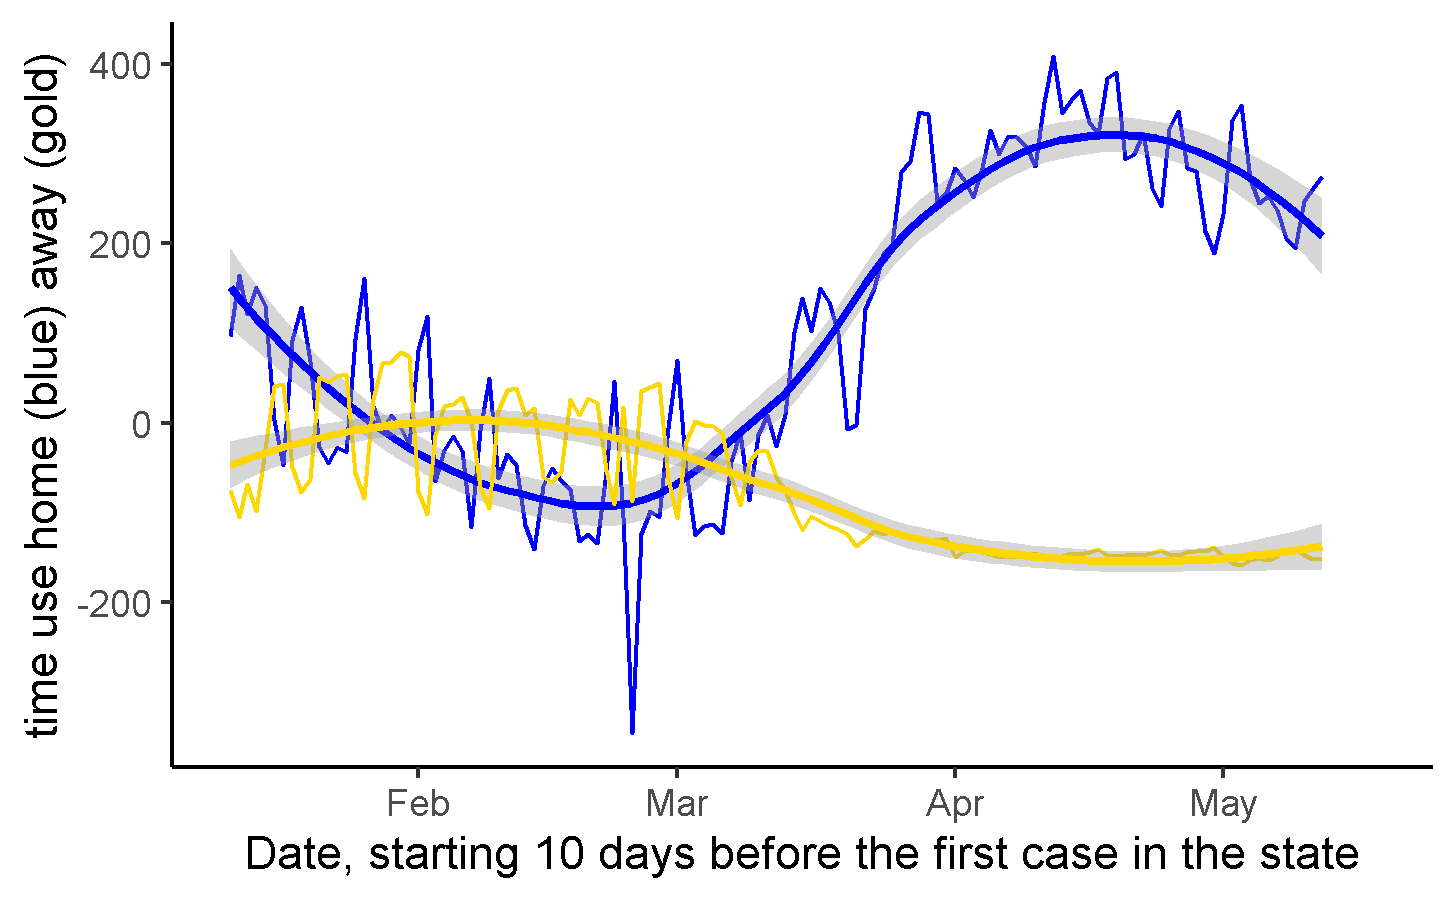 time use home (blue) away (gold)
400
200
0
-200
Feb
Mar
Apr
May
Date, starting 10 days before the first case in the state